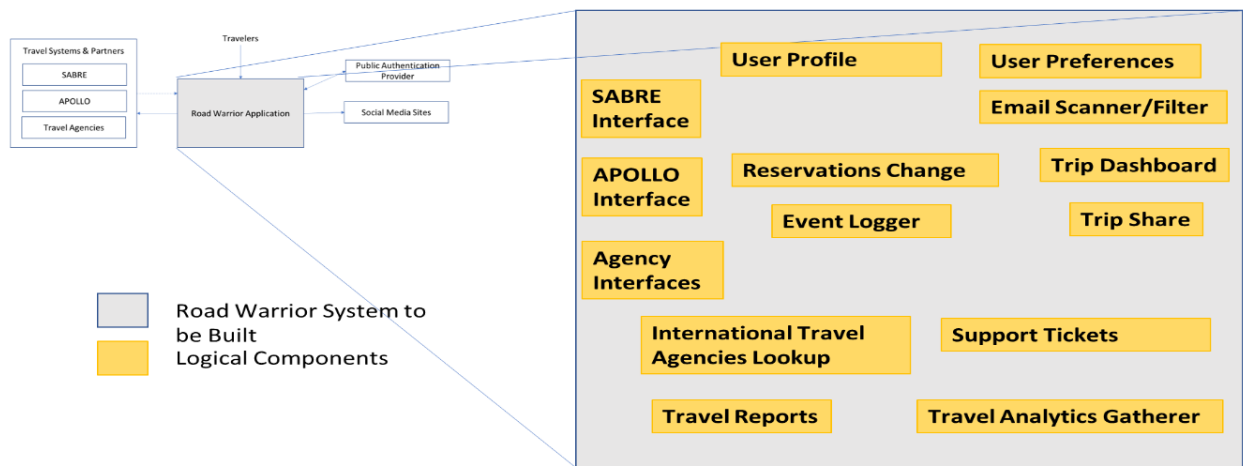 Travel Systems & Partners
SABRE
APOLLO
Travel Agencies
Travelers
Road Warrior Application
Public Authentication
Provider
Social Media Sites
Road Warrior System to
be Built
Logical Components
User Profile
User Preferences
SABRE
Interface
Email Scanner/Filter
APOLLO
Interface
Reservations Change
Trip Dashboard
Event Logger
Trip Share
Agency
Interfaces
International Travel
Agencies Lookup
Support Tickets
Travel Reports
Travel Analytics Gatherer